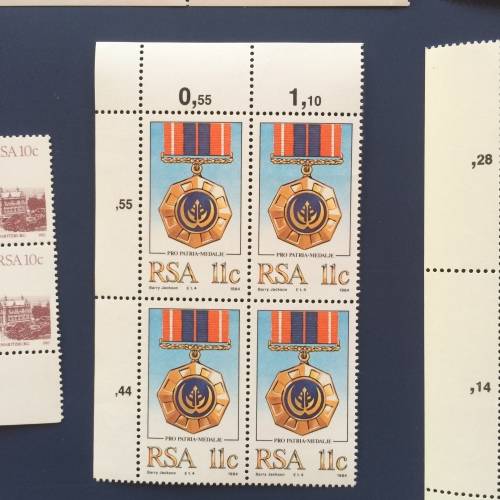 0,55 1,10
,55
PRO PATRIA-MEDALJE
RSA 11c
Barry Jackson 1984
PRO PATRIA-MEDALJE
RSA 11c
Barry Jackson 1984
,44
PRO PATRIA-MEDALJE
RSA 11c
Barry Jackson 1984
PRO PATRIA-MEDALJE
RSA 11c
Barry Jackson 1984
RSA 10c
RSA 10c
,28
,14